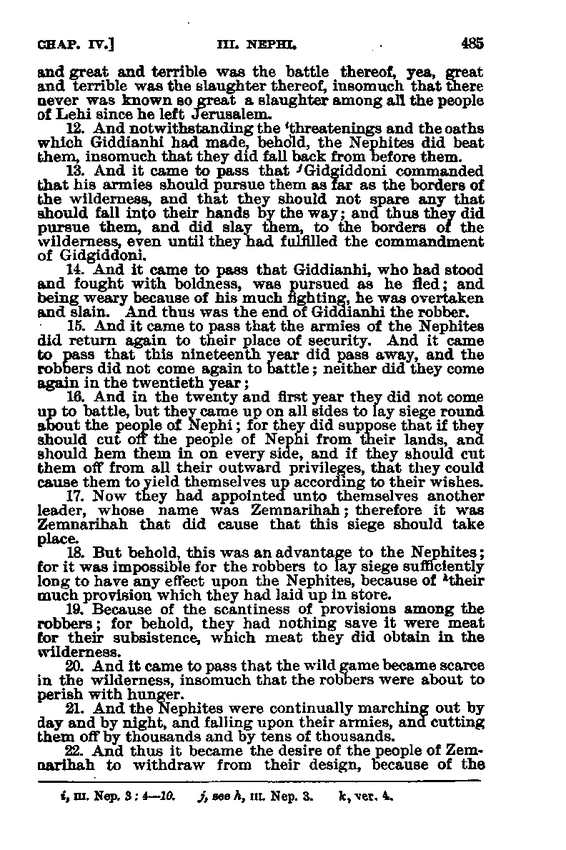 CHAP. IV.] III. NEPHI. 485
and great and terrible was the battle thereof, yea, great
and terrible was the slaughter thereof, insomuch that there
never was known so great a slaughter among all the people
of Lehi since he left Jerusalem.
12. And notwithstanding the ⁱthreatenings and the oaths
which Giddianhi had made, behold, the Nephites did beat
them, insomuch that they did fall back from before them.
13. And it came to pass that ʲGidgiddoni commanded
that his armies should pursue them as far as the borders of
the wilderness, and that they should not spare any that
should fall into their hands by the way; and thus they did
pursue them, and did slay them, to the borders of the
wilderness, even until they had fulfilled the commandment
of Gidgiddoni.
14. And it came to pass that Giddianhi, who had stood
and fought with boldness, was pursued as he fled; and
being weary because of his much fighting, he was overtaken
and slain. And thus was the end of Giddianhi the robber.
15. And it came to pass that the armies of the Nephites
did return again to their place of security. And it came
to pass that this nineteenth year did pass away, and the
robbers did not come again to battle; neither did they come
again in the twentieth year;
16. And in the twenty and first year they did not come
up to battle, but they came up on all sides to lay siege round
about the people of Nephi; for they did suppose that if they
should cut off the people of Nephi from their lands, and
should hem them in on every side, and if they should cut
them off from all their outward privileges, that they could
cause them to yield themselves up according to their wishes.
17. Now they had appointed unto themselves another
leader, whose name was Zemnarihah; therefore it was
Zemnarihah that did cause that this siege should take
place.
18. But behold, this was an advantage to the Nephites;
for it was impossible for the robbers to lay siege sufficiently
long to have any effect upon the Nephites, because of ᵏtheir
much provision which they had laid up in store.
19. Because of the scantiness of provisions among the
robbers; for behold, they had nothing save it were meat
for their subsistence, which meat they did obtain in the
wilderness.
20. And it came to pass that the wild game became scarce
in the wilderness, insomuch that the robbers were about to
perish with hunger.
21. And the Nephites were continually marching out by
day and by night, and falling upon their armies, and cutting
them off by thousands and by tens of thousands.
22. And thus it became the desire of the people of Zem-
narihah to withdraw from their design, because of the
i, III. Nep. 3: 4—10. j, see h, III. Nep. 3. k, ver. 4.